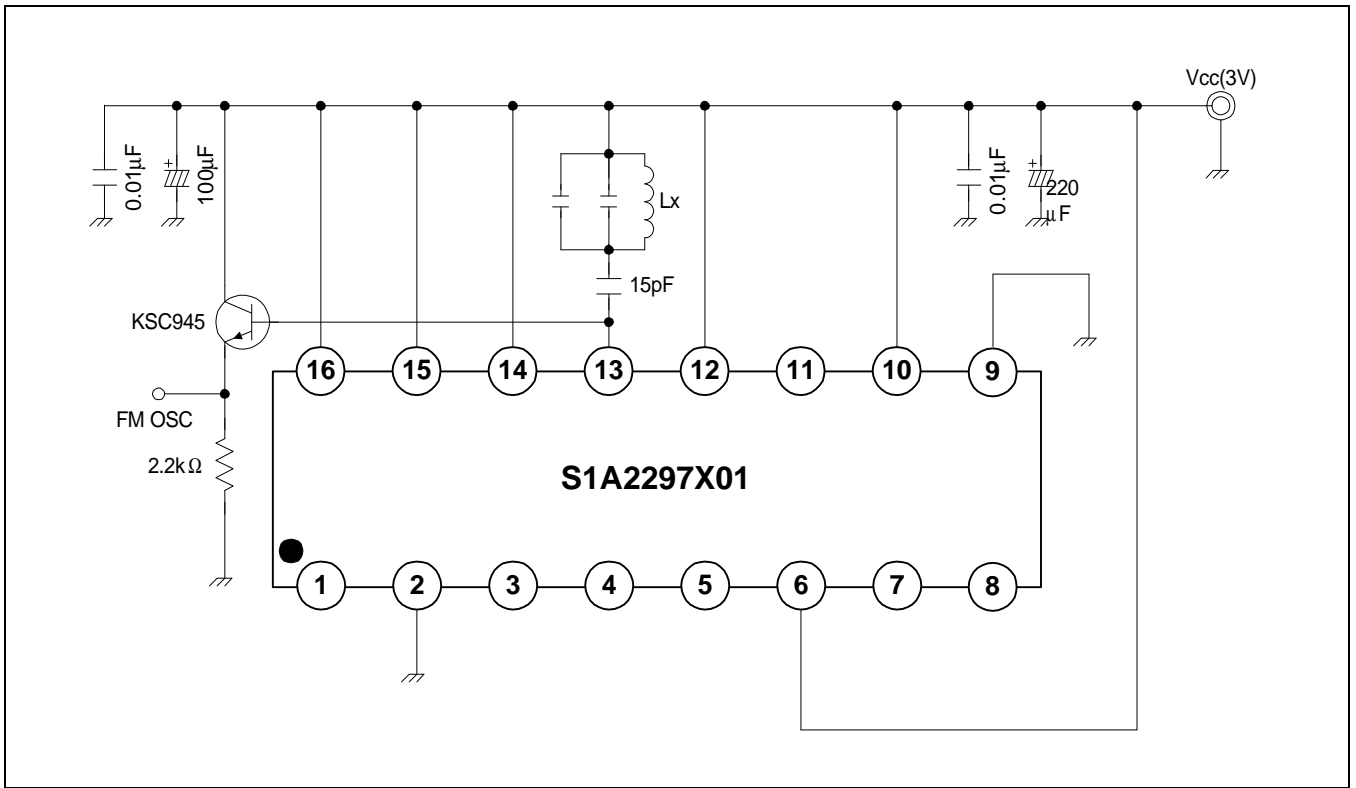 Vcc(3V)
0.01μF
100μF
Lx
0.01μF
220
μF
15pF
KSC945
16 15 14 13 12 11 10 9
FM OSC
2.2kΩ
S1A2297X01
1 2 3 4 5 6 7 8